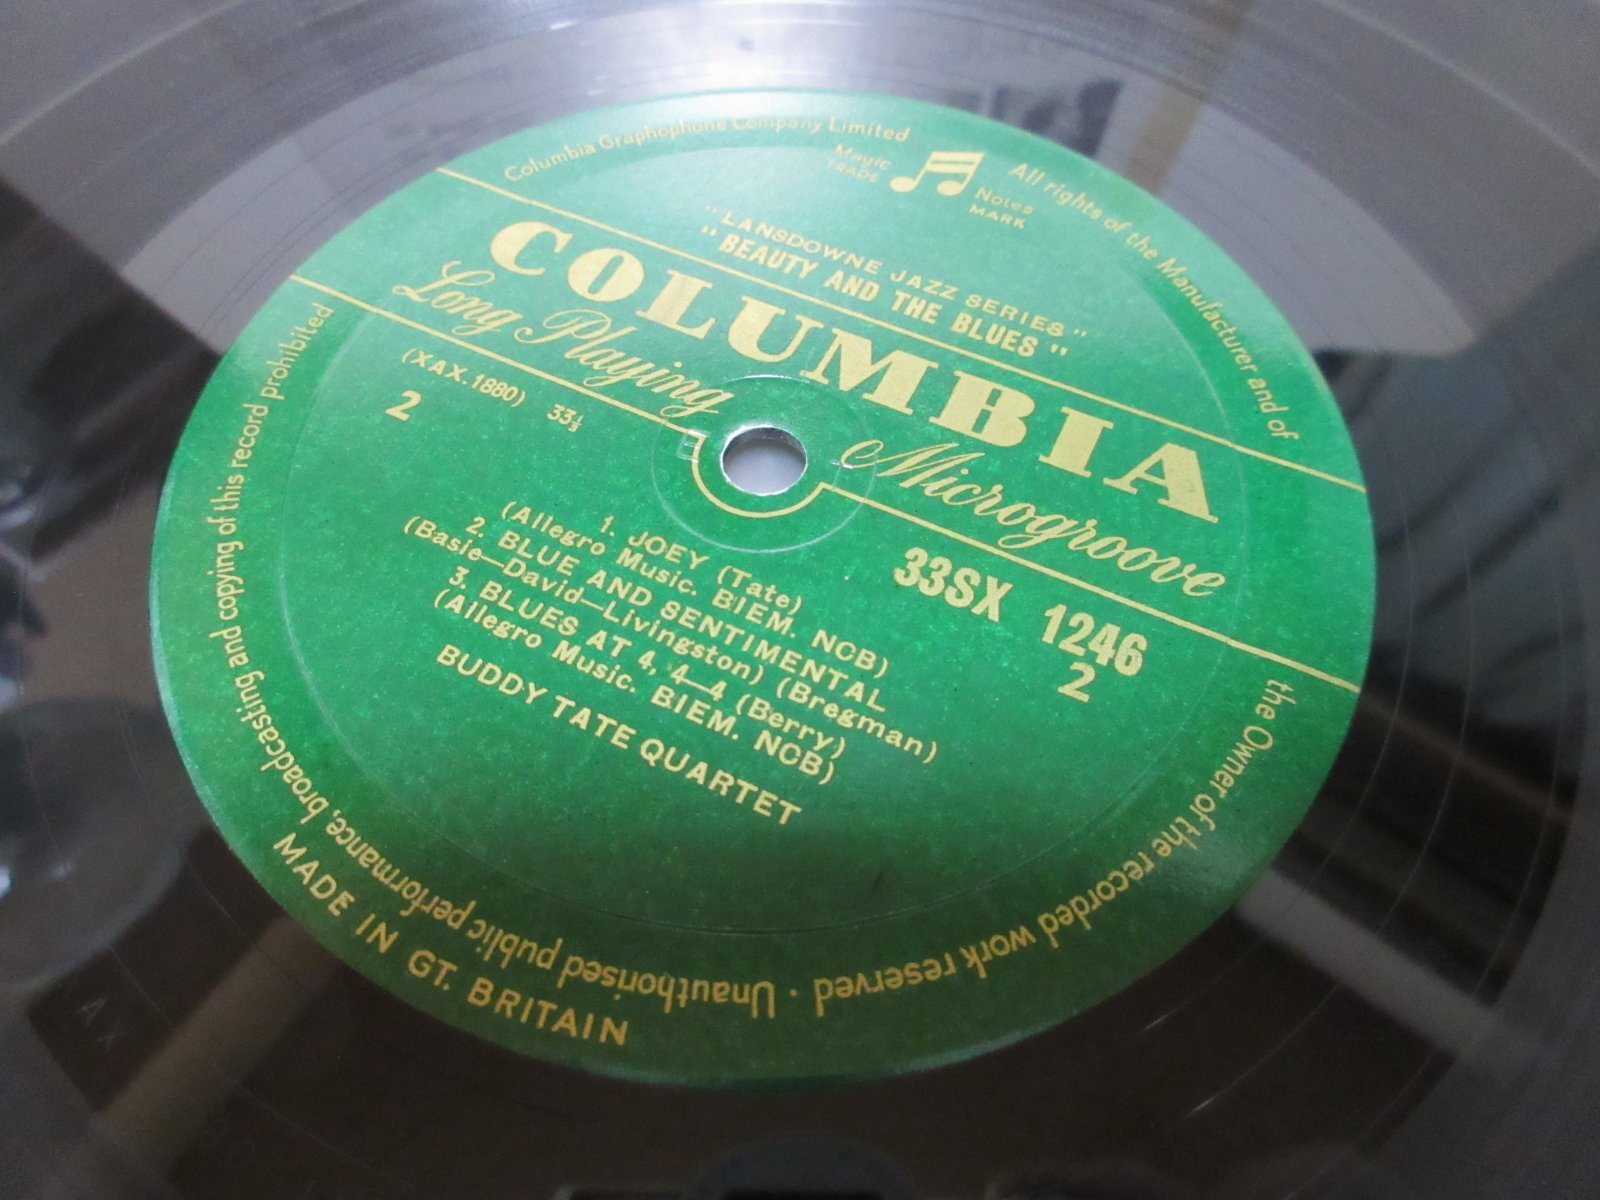 Columbia Graphophone Company Limited
Magic Notes
TRADE MARK
All rights of the Manufacturer and of
the Owner of the recorded work reserved · Unauthorised public performance, broadcasting and copying of this record prohibited
"LANSDOWNE JAZZ SERIES"
"BEAUTY AND THE BLUES"
COLUMBIA
Long Playing Microgroove
(XAX.1880) 33⅓
2
33SX 1246
2
1. JOEY (Tate)
(Allegro Music. BIEM. NCB)
2. BLUE AND SENTIMENTAL
(Basie—David—Livingston) (Bregman)
3. BLUES AT 4, 4—4 (Berry)
(Allegro Music. BIEM. NCB)
BUDDY TATE QUARTET
MADE IN GT. BRITAIN